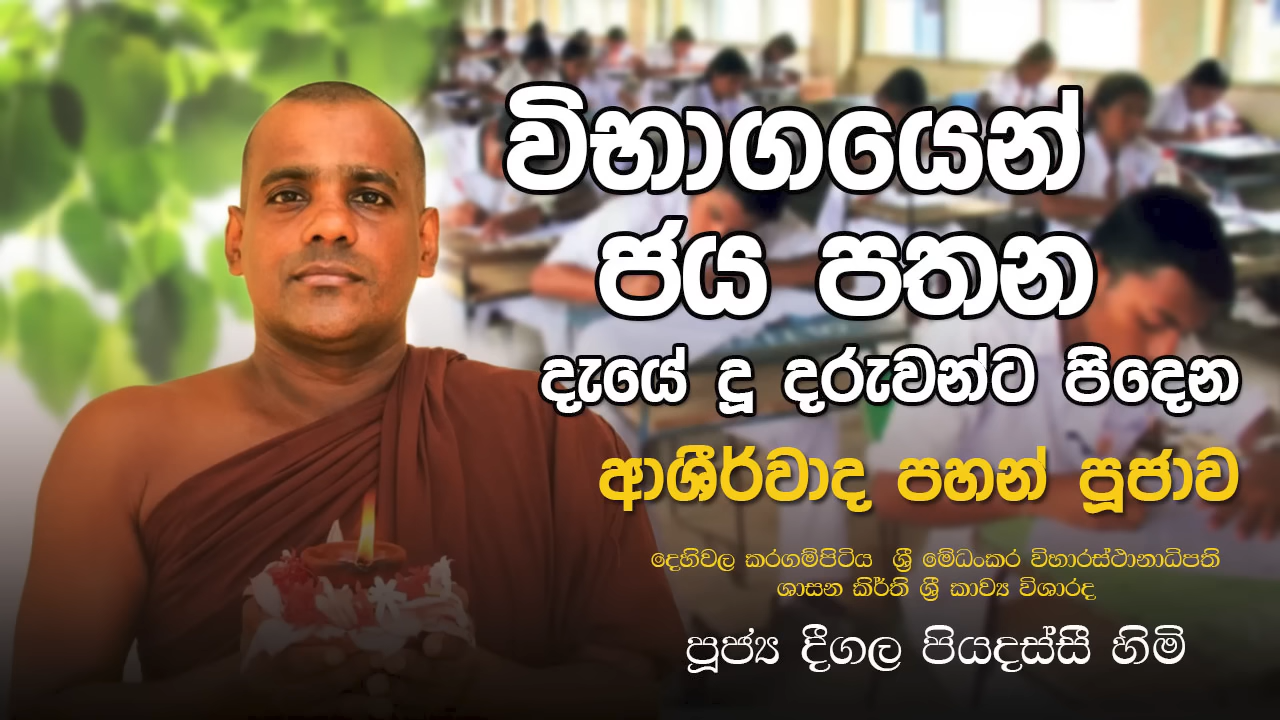 විභාගයෙන්
ජය පතන
දැයේ දූ දරුවන්ට පිදෙන
ආශීර්වාද පහන් පූජාව
දෙහිවල කරගම්පිටිය ශ්‍රී මේධංකර විහාරස්ථානාධිපති
ශාසන කිර්ති ශ්‍රී කාව්‍ය විශාරද
පූජ්‍ය දීගල පියදස්සී හිමි